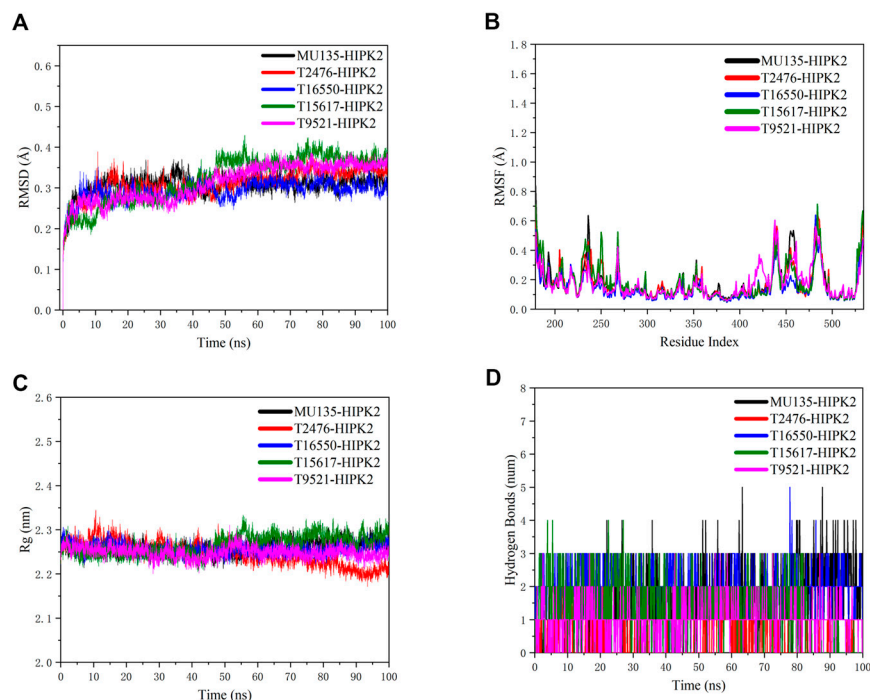 A
RMSD (Å)
0.6
0.5
0.4
0.3
0.2
0.1
0.0
0 10 20 30 40 50 60 70 80 90 100
Time (ns)
MU135-HIPK2
T2476-HIPK2
T16550-HIPK2
T15617-HIPK2
T9521-HIPK2
B
RMSF (Å)
1.8
1.6
1.4
1.2
1.0
0.8
0.6
0.4
0.2
0.0
200 250 300 350 400 450 500
Residue Index
MU135-HIPK2
T2476-HIPK2
T16550-HIPK2
T15617-HIPK2
T9521-HIPK2
C
Rg (nm)
2.6
2.5
2.4
2.3
2.2
2.1
2.0
0 10 20 30 40 50 60 70 80 90 100
Time (ns)
MU135-HIPK2
T2476-HIPK2
T16550-HIPK2
T15617-HIPK2
T9521-HIPK2
D
Hydrogen Bonds (num)
8
7
6
5
4
3
2
1
0
0 10 20 30 40 50 60 70 80 90 100
Time (ns)
MU135-HIPK2
T2476-HIPK2
T16550-HIPK2
T15617-HIPK2
T9521-HIPK2